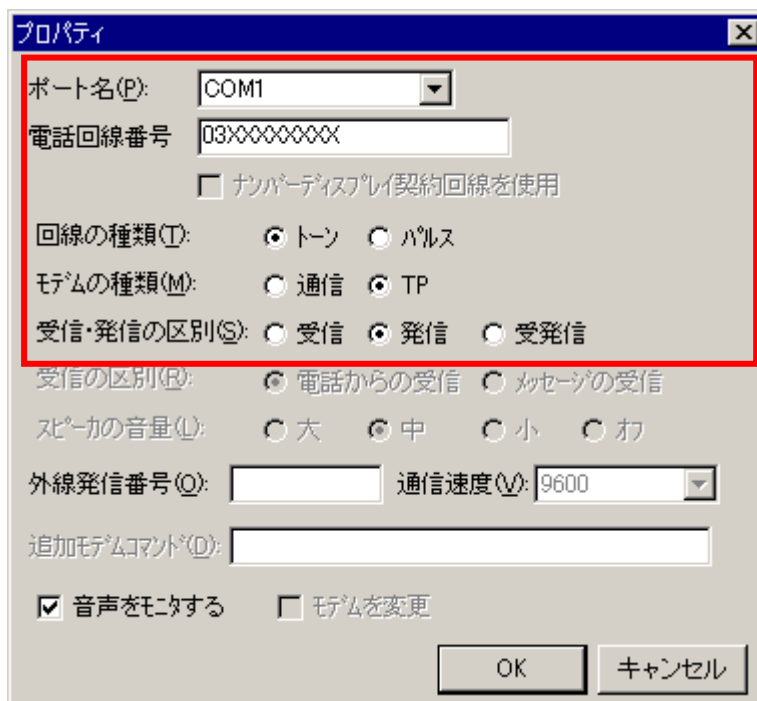 プロパティ
ポート名(P): COM1
電話回線番号 03XXXXXXXX
ナンバーディスプレイ契約回線を使用
回線の種類(T): トーン パルス
モデムの種類(M): 通信 TP
受信・発信の区別(S): 受信 発信 受発信
受信の区別(R): 電話からの受信 メッセージの受信
スピーカの音量(L): 大 中 小 オフ
外線発信番号(O): 通信速度(V): 9600
追加モデムコマンド(D):
音声をモニタする モデムを変更
OK キャンセル